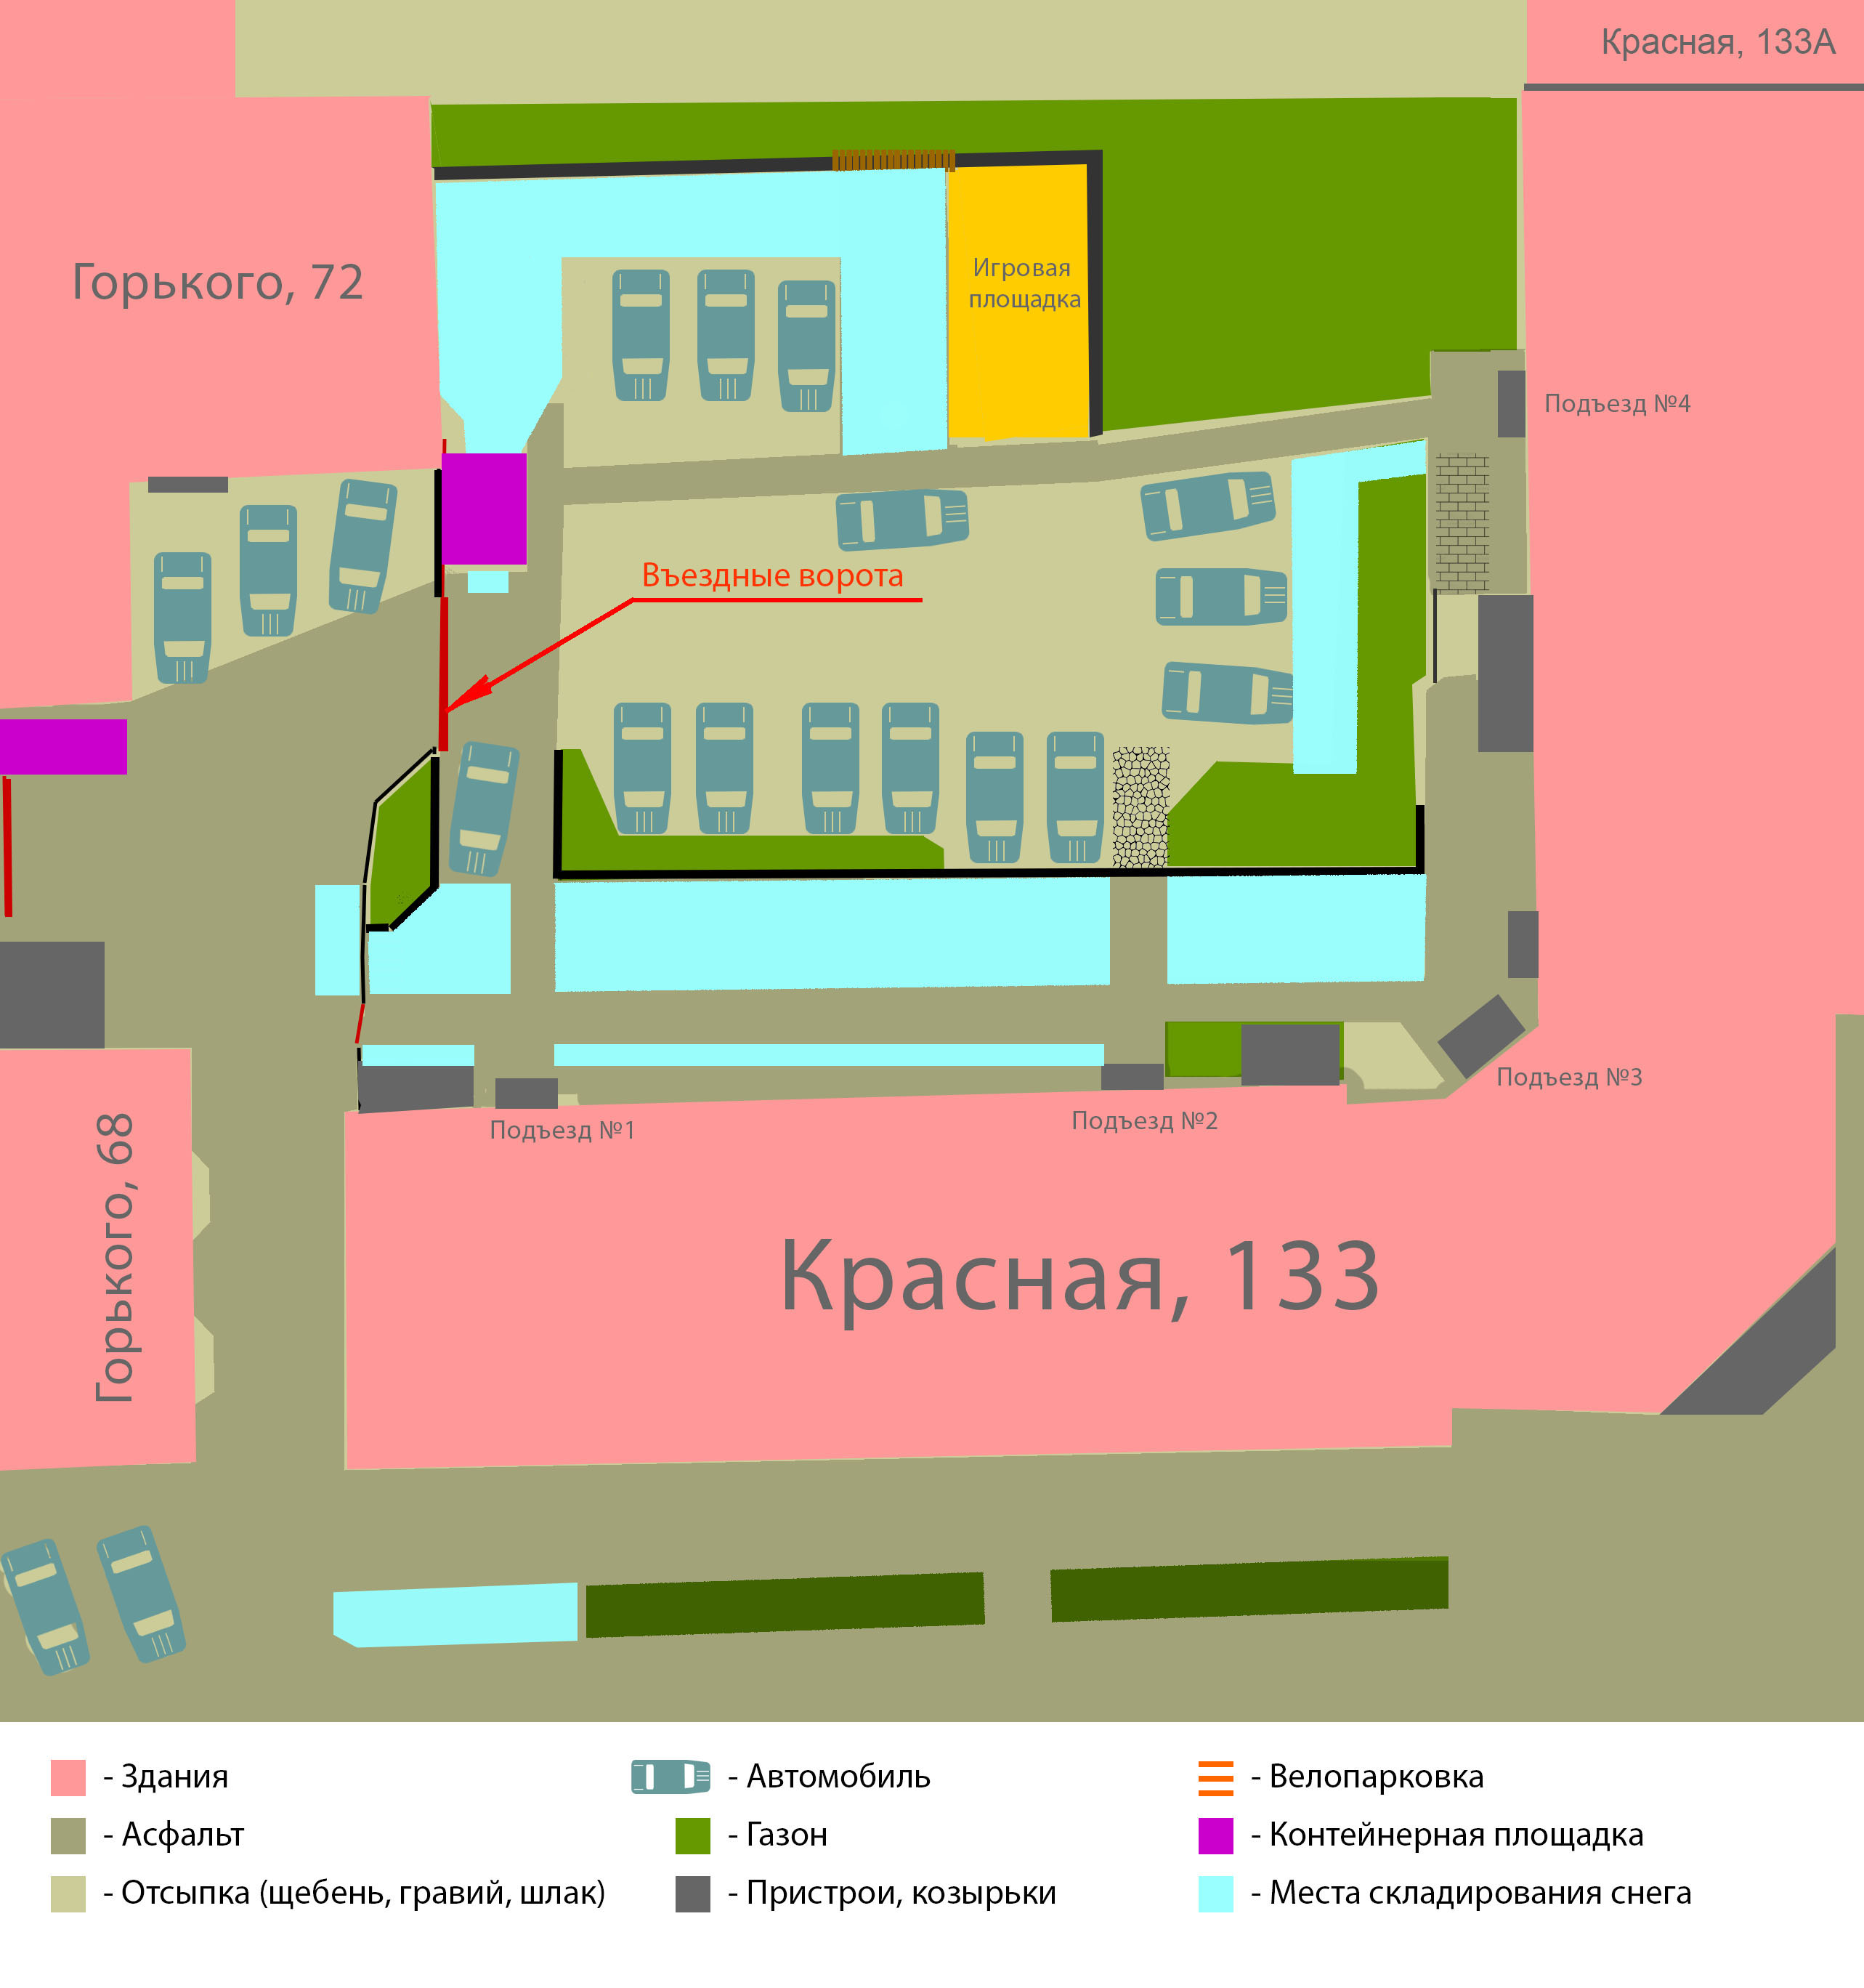 Красная, 133А
Горького, 72
Игровая
площадка
Подъезд №4
Въездные ворота
Подъезд №3
Подъезд №2
Подъезд №1
Горького, 68
Красная, 133
- Здания
- Автомобиль
- Велопарковка
- Асфальт
- Газон
- Контейнерная площадка
- Отсыпка (щебень, гравий, шлак)
- Пристрои, козырьки
- Места складирования снега